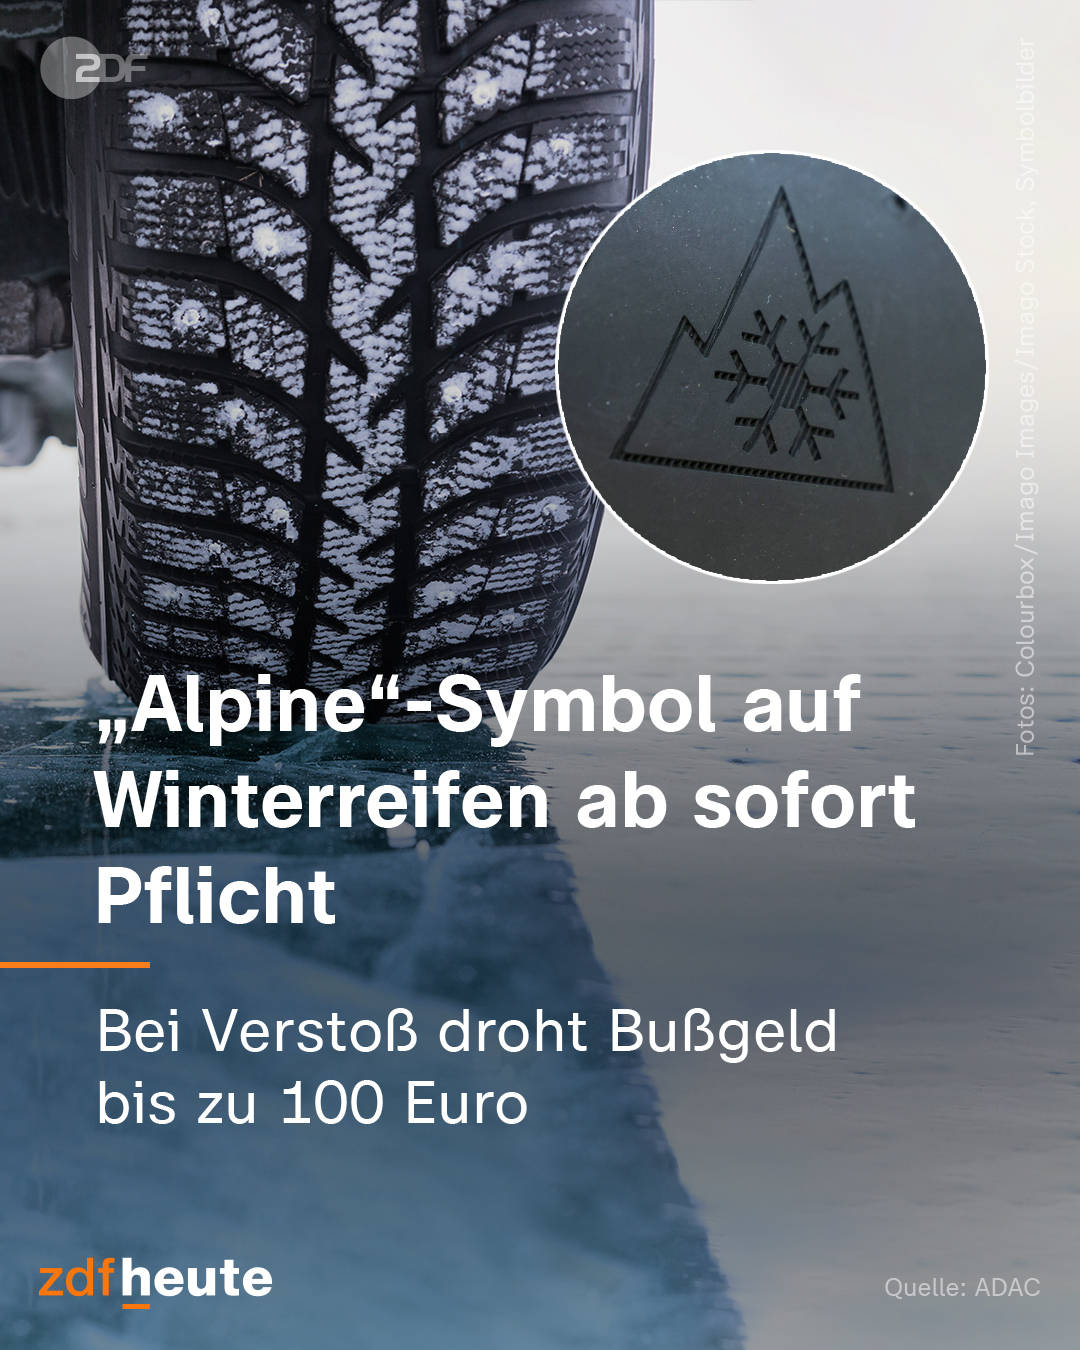 ZDF
Fotos: Colourbox/Imago Images/Imago Stock, Symbolbilder
„Alpine“-Symbol auf
Winterreifen ab sofort
Pflicht
Bei Verstoß droht Bußgeld
bis zu 100 Euro
zdfheute
Quelle: ADAC